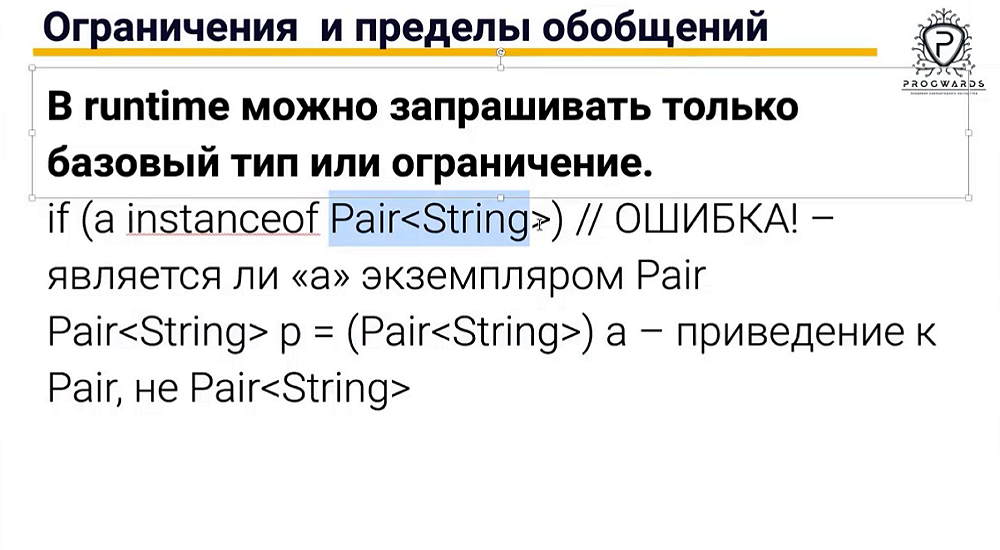 Ограничения и пределы обобщений
PROGWARDS
В runtime можно запрашивать только
базовый тип или ограничение.
if (a instanceof Pair<String>) // ОШИБКА! –
является ли «a» экземпляром Pair
Pair<String> p = (Pair<String>) a – приведение к
Pair, не Pair<String>